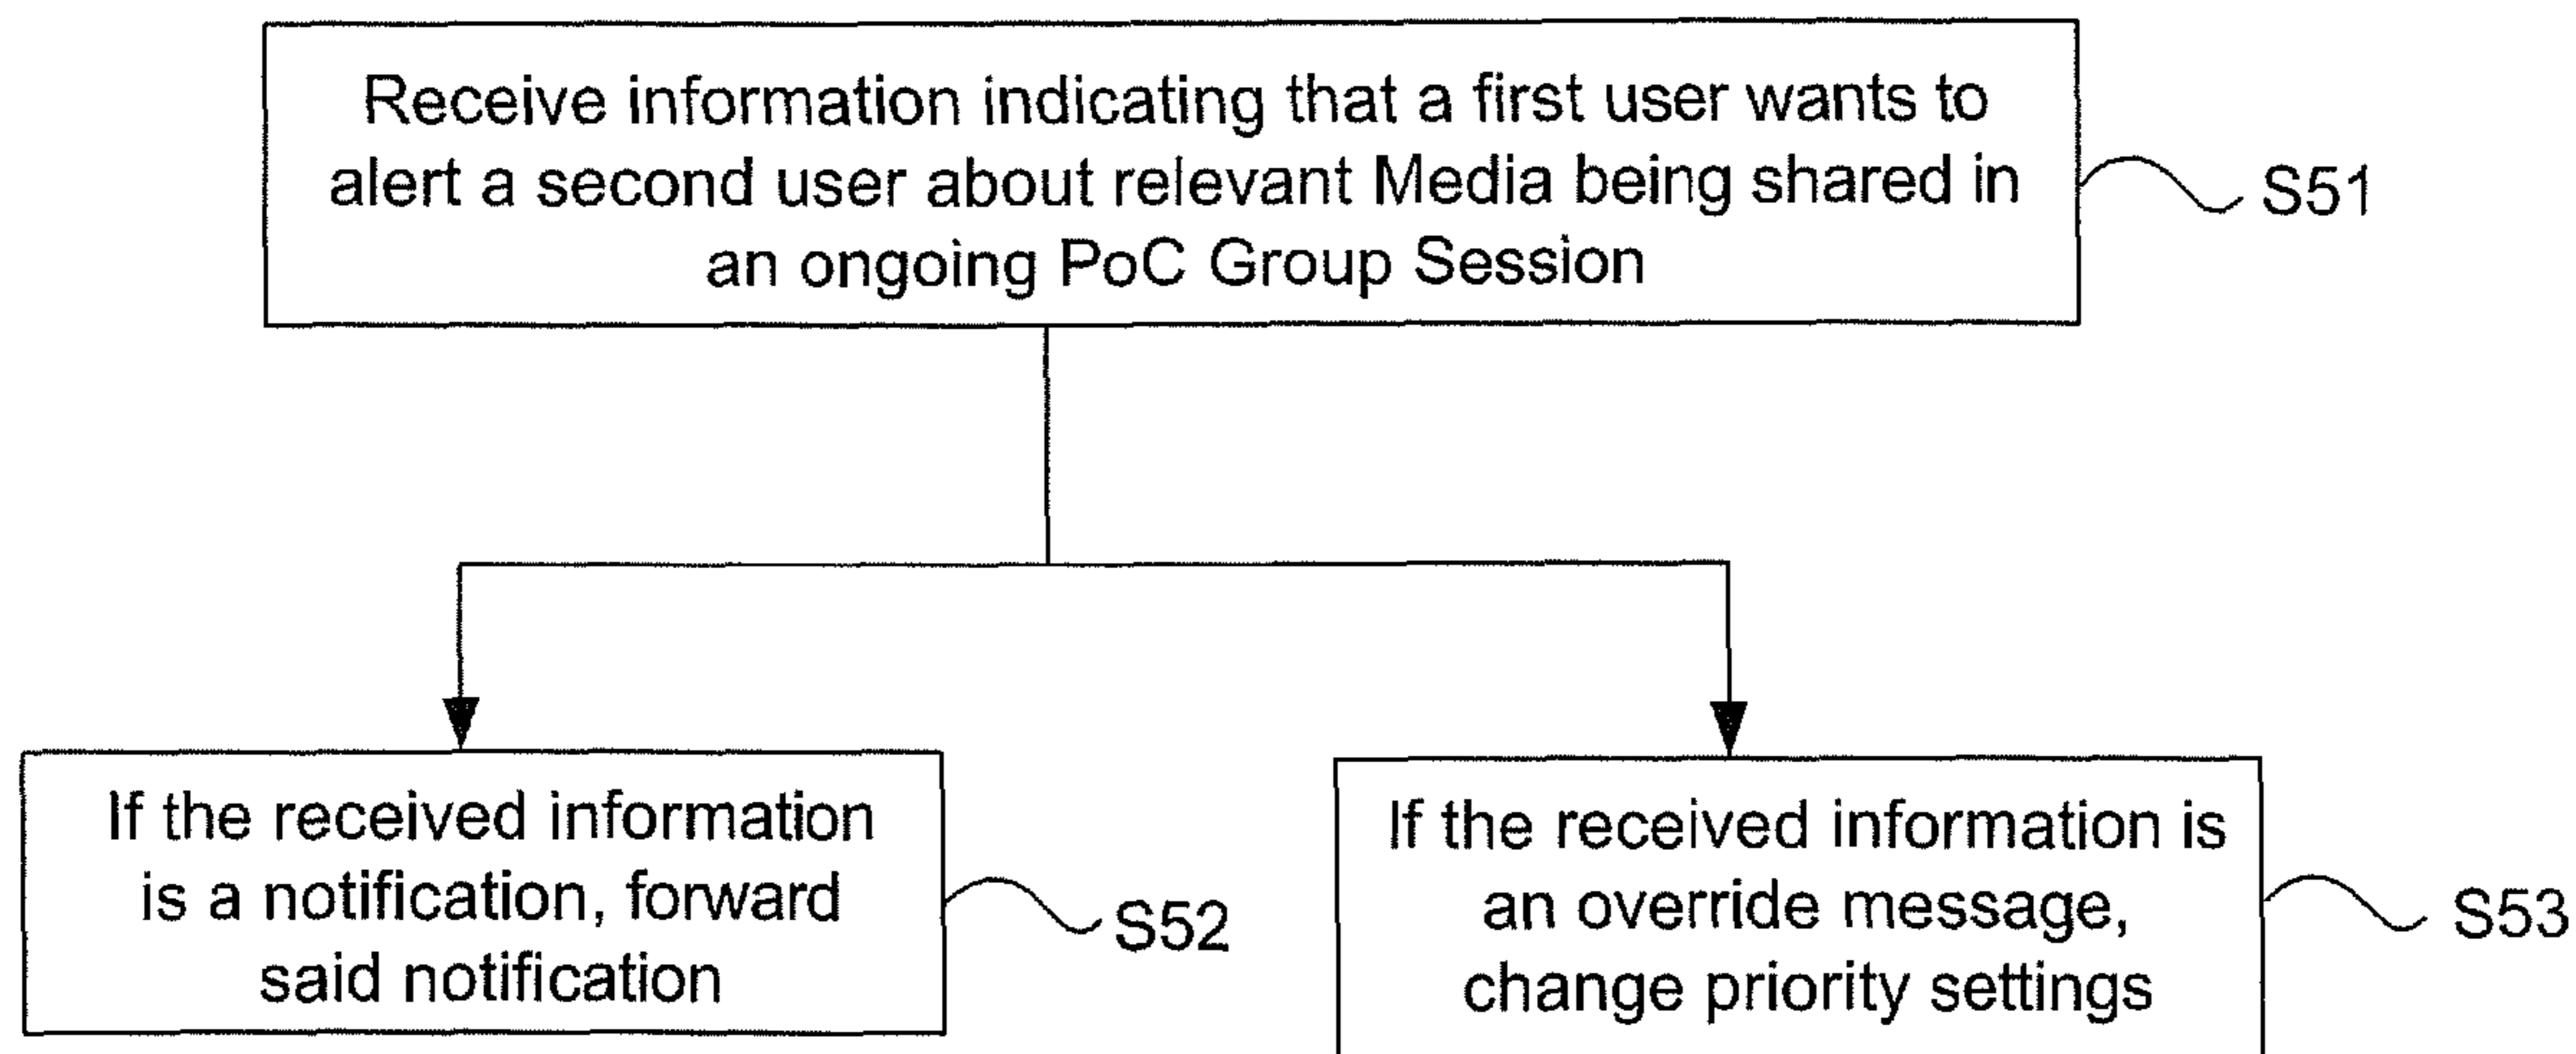 Receive information indicating that a first user wants to
alert a second user about relevant Media being shared in
an ongoing PoC Group Session
S51
If the received information
is a notification, forward
said notification
S52
If the received information is
an override message,
change priority settings
S53